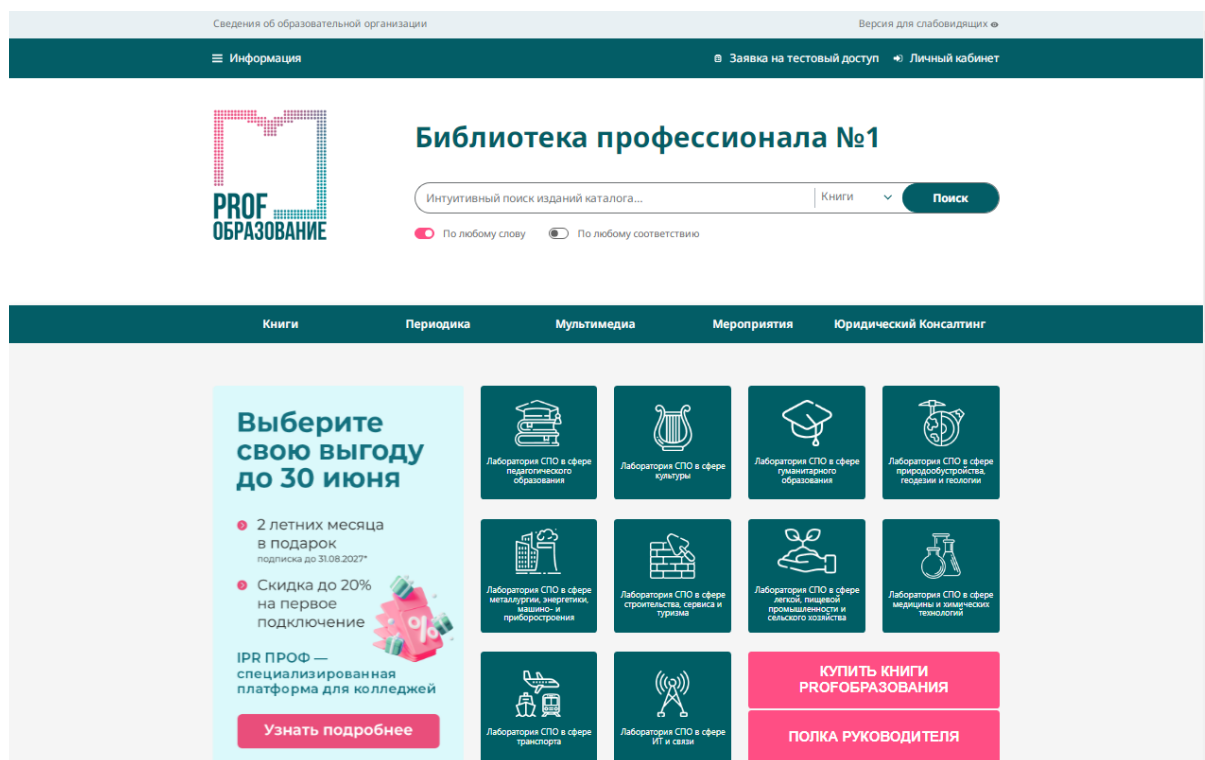 Сведения об образовательной организации
Версия для слабовидящих
Информация
Заявка на тестовый доступ
Личный кабинет
PROF
ОБРАЗОВАНИЕ
Библиотека профессионала №1
Интуитивный поиск изданий каталога...
Книги
Поиск
По любому слову
По любому соответствию
Книги
Периодика
Мультимедиа
Мероприятия
Юридический Консалтинг
Выберите
свою выгоду
до 30 июня
2 летних месяца
в подарок
подписка до 31.08.2027*
Скидка до 20%
на первое
подключение
%
IPR ПРОФ —
специализированная
платформа для колледжей
Узнать подробнее
Лаборатория СПО в сфере
педагогического
образования
Лаборатория СПО в сфере
культуры
Лаборатория СПО в сфере
гуманитарного
образования
Лаборатория СПО в сфере
природообустройства,
геодезии и геологии
Лаборатория СПО в сфере
металлургии, энергетики,
машино- и
приборостроения
Лаборатория СПО в сфере
строительства, сервиса и
туризма
Лаборатория СПО в сфере
легкой, пищевой
промышленности и
сельского хозяйства
Лаборатория СПО в сфере
медицины и химических
технологий
Лаборатория СПО в сфере
транспорта
Лаборатория СПО в сфере
ИТ и связи
КУПИТЬ КНИГИ
PROFОБРАЗОВАНИЯ
ПОЛКА РУКОВОДИТЕЛЯ